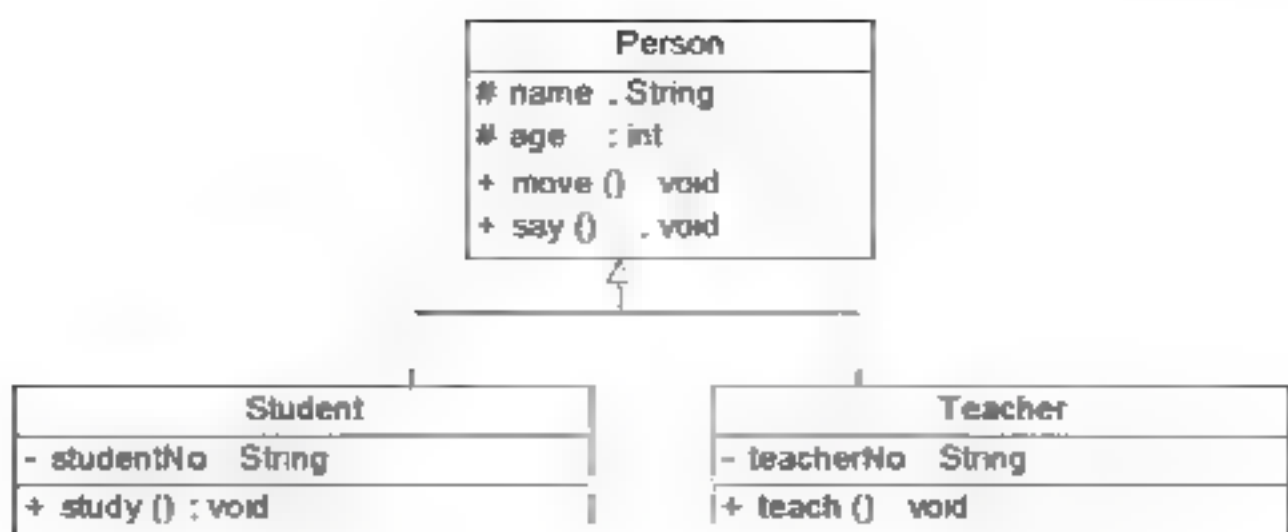 Person
# name : String
# age : int
+ move () void
+ say () : void
Student
- studentNo String
+ study () : void
Teacher
- teacherNo String
+ teach () void